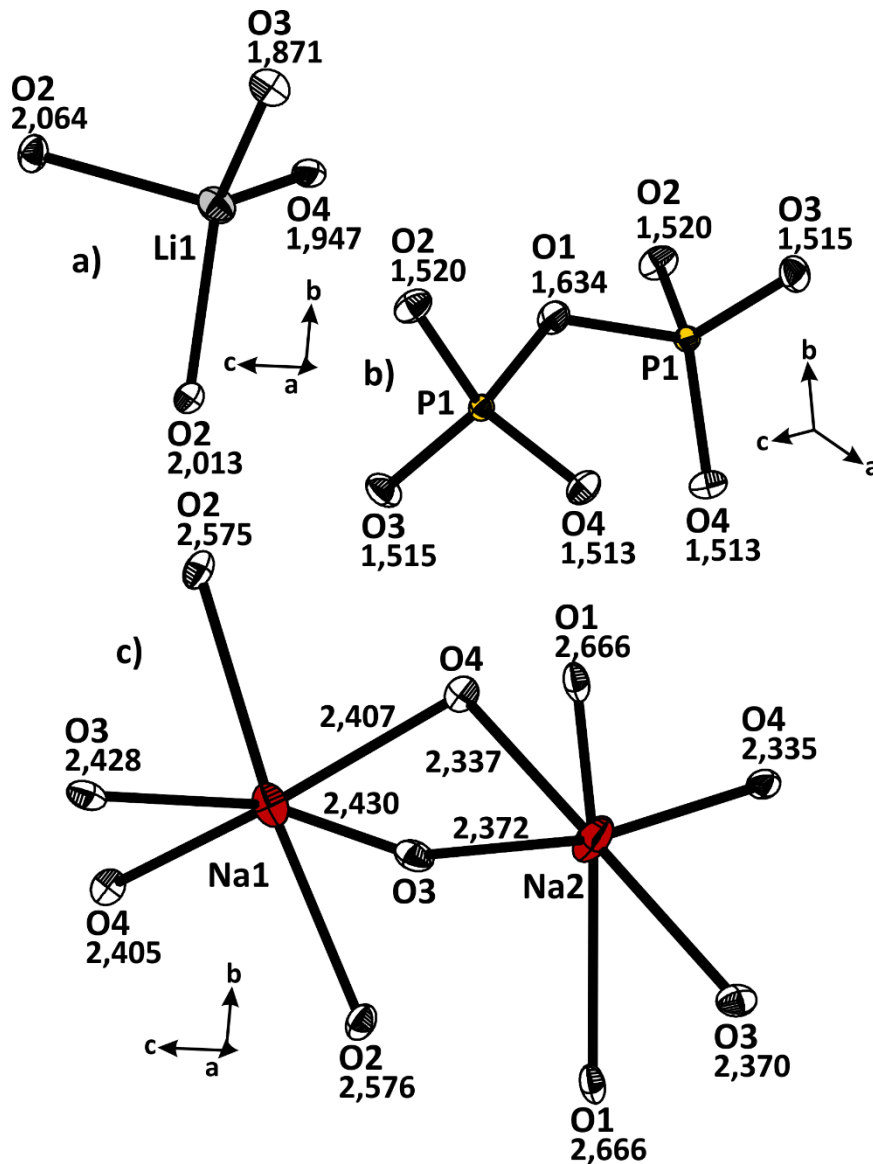 O3
1,871
O2
2,064
O4
1,947
Li1
a)
b
c
a
O2
2,013
O2
1,520
O1
1,634
O2
1,520
O3
1,515
b)
P1
P1
b
c
a
O3
1,515
O4
1,513
O4
1,513
O2
2,575
c)
O4
O1
2,666
O3
2,428
2,407
2,337
O4
2,335
2,430
2,372
Na1
O3
Na2
O4
2,405
b
c
a
O2
2,576
O3
2,370
O1
2,666